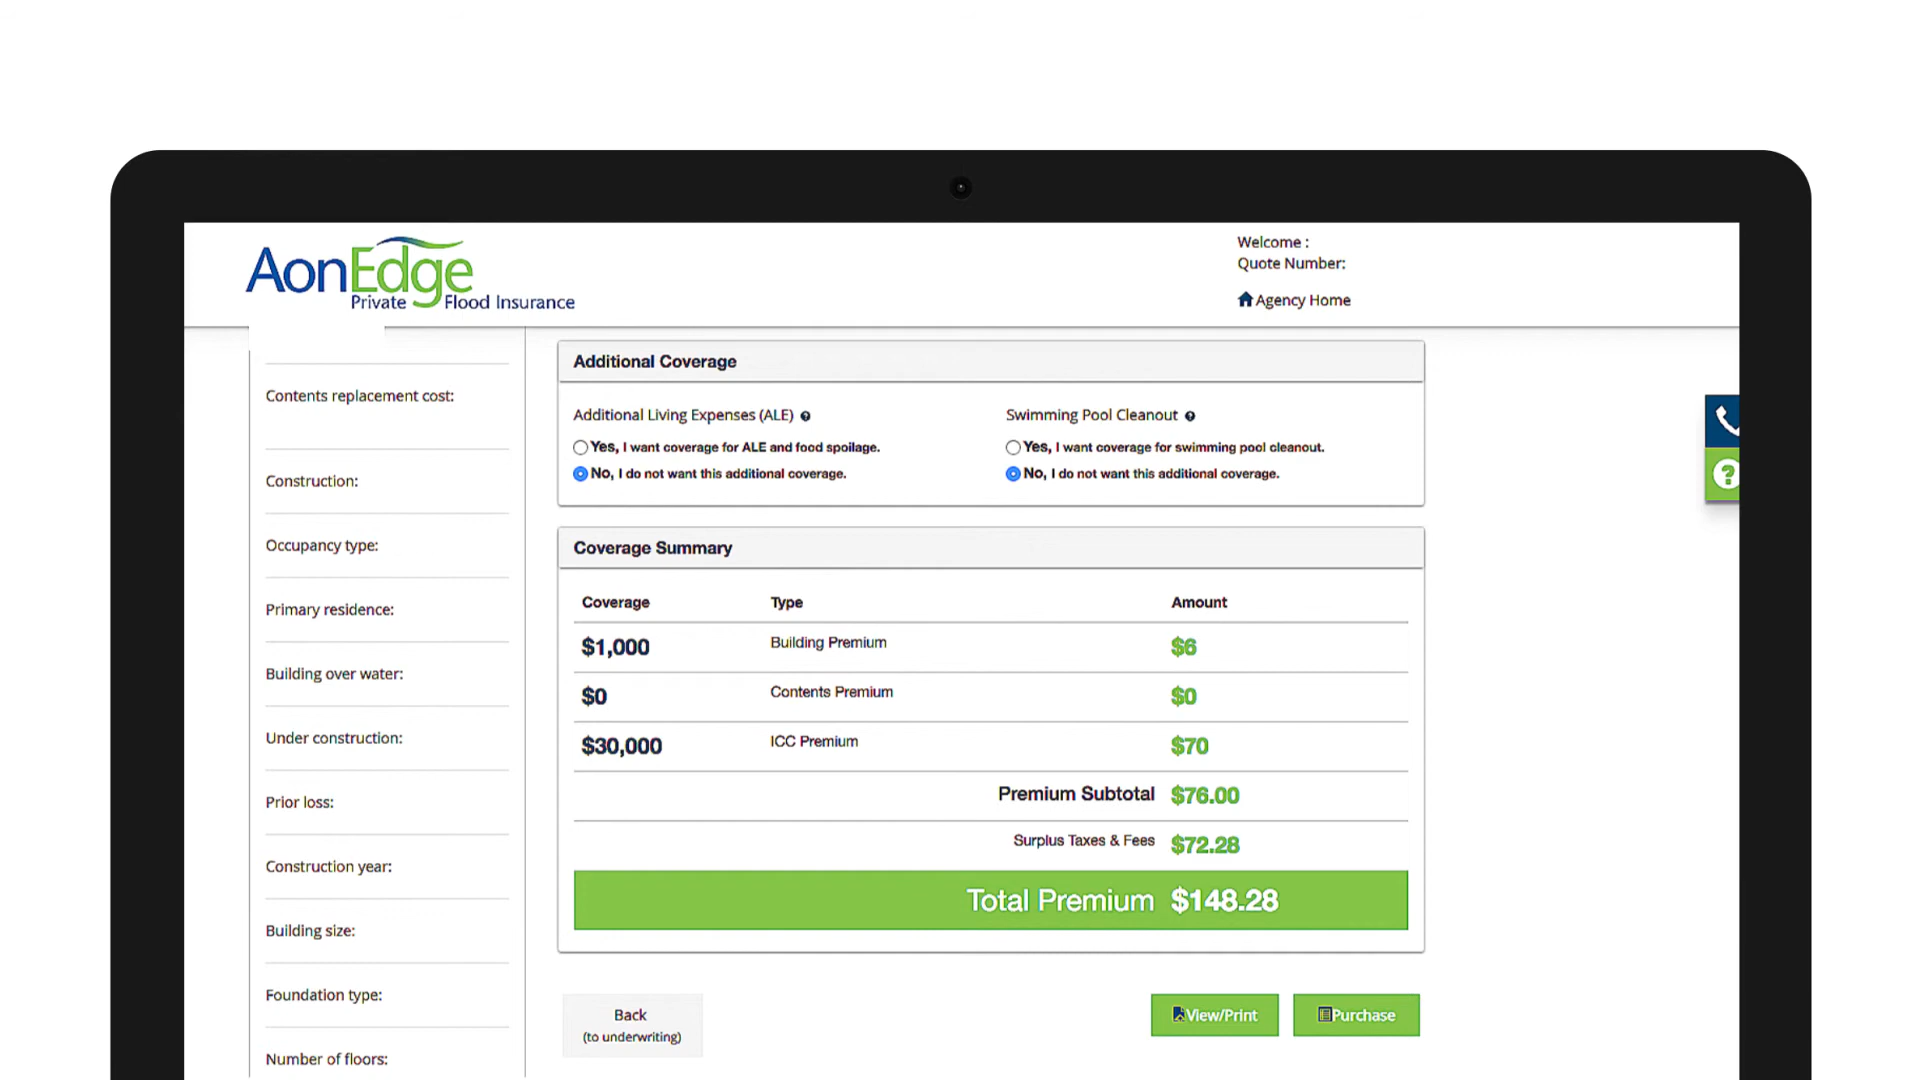 AonEdge
Private Flood Insurance
Welcome :
Quote Number:
Agency Home
Contents replacement cost:
Construction:
Occupancy type:
Primary residence:
Building over water:
Under construction:
Prior loss:
Construction year:
Building size:
Foundation type:
Number of floors:
Additional Coverage
Additional Living Expenses (ALE) ?
Yes, I want coverage for ALE and food spoilage.
No, I do not want this additional coverage.
Swimming Pool Cleanout ?
Yes, I want coverage for swimming pool cleanout.
No, I do not want this additional coverage.
Coverage Summary
Coverage Type Amount
$1,000 Building Premium $6
$0 Contents Premium $0
$30,000 ICC Premium $70
Premium Subtotal $76.00
Surplus Taxes & Fees $72.28
Total Premium $148.28
Back
(to underwriting)
View/Print
Purchase
?